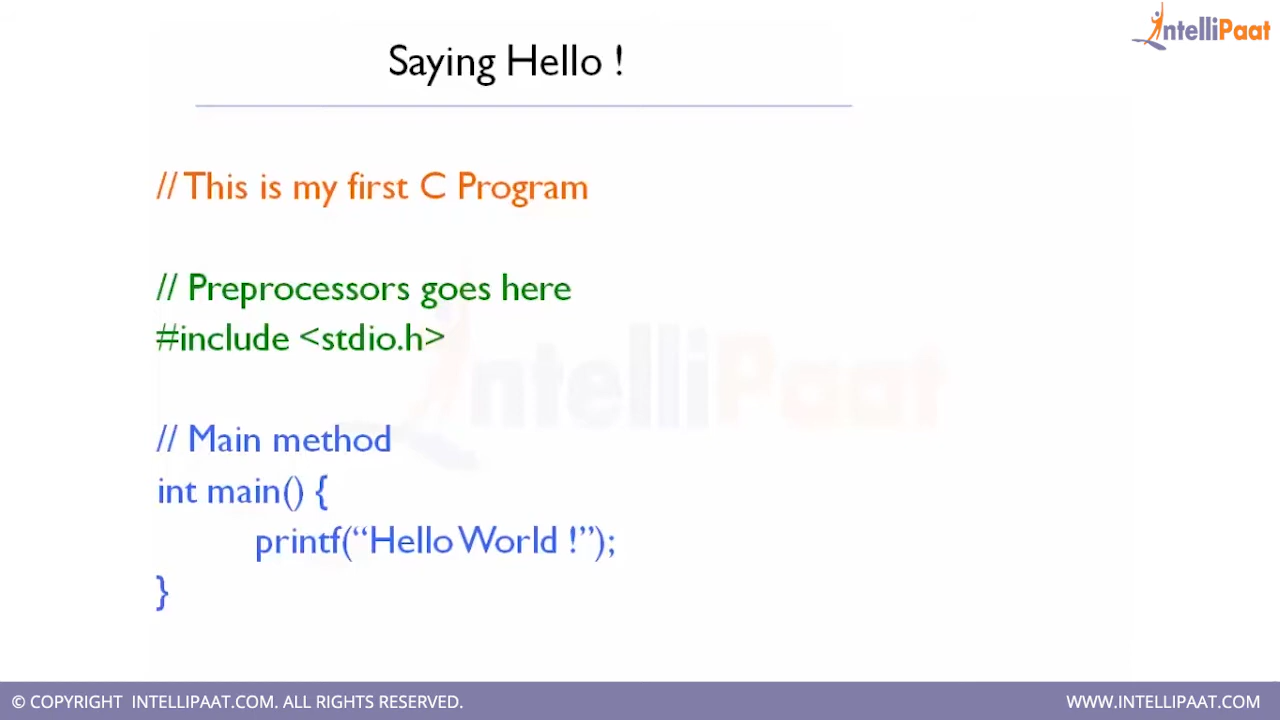 IntelliPaat
Saying Hello !
// This is my first C Program
// Preprocessors goes here
#include <stdio.h>
IntelliPaat
// Main method
int main() {
printf(“Hello World !”);
}
© COPYRIGHT INTELLIPAAT.COM. ALL RIGHTS RESERVED.
WWW.INTELLIPAAT.COM